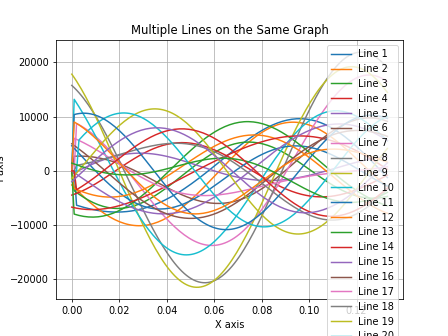 Multiple Lines on the Same Graph
20000
10000
0
−10000
−20000
0.00
0.02
0.04
0.06
0.08
0.10
X axis
Line 1
Line 2
Line 3
Line 4
Line 5
Line 6
Line 7
Line 8
Line 9
Line 10
Line 11
Line 12
Line 13
Line 14
Line 15
Line 16
Line 17
Line 18
Line 19
Line 20